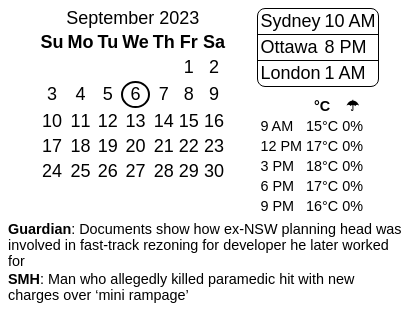 September 2023
Su Mo Tu We Th Fr Sa
1 2
3 4 5 6 7 8 9
10 11 12 13 14 15 16
17 18 19 20 21 22 23
24 25 26 27 28 29 30
Sydney 10 AM
Ottawa 8 PM
London 1 AM
°C ☂
9 AM 15°C 0%
12 PM 17°C 0%
3 PM 18°C 0%
6 PM 17°C 0%
9 PM 16°C 0%
Guardian: Documents show how ex-NSW planning head was
involved in fast-track rezoning for developer he later worked
for
SMH: Man who allegedly killed paramedic hit with new
charges over ‘mini rampage’